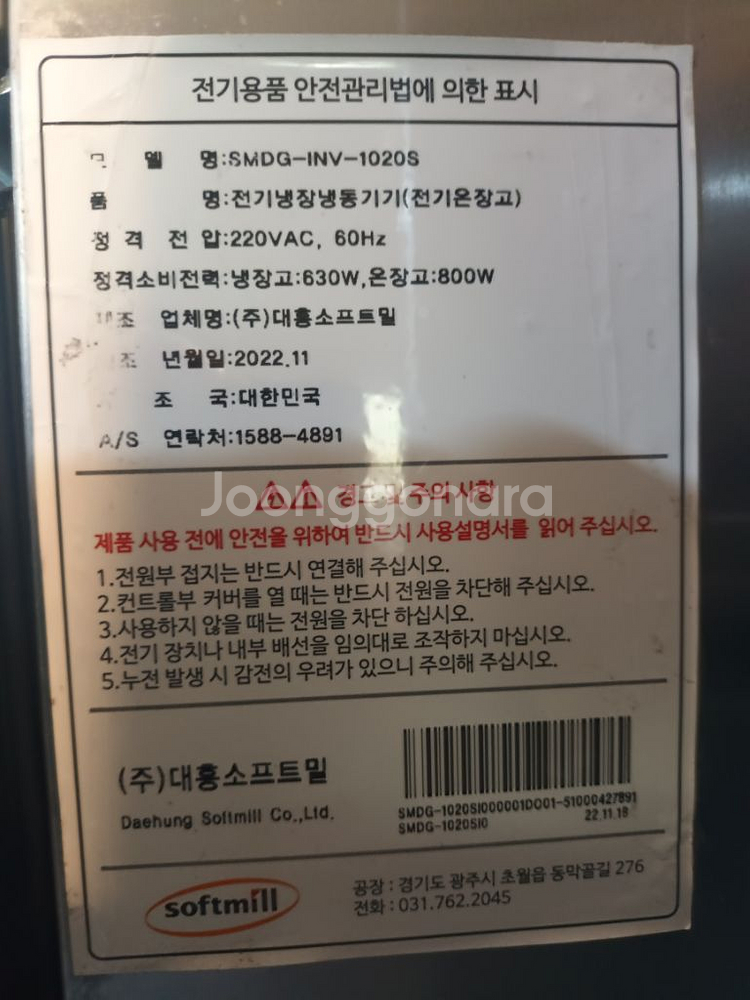 전기용품 안전관리법에 의한 표시
델 명:SMDG-INV-1020S
품 명:전기냉장냉동기기(전기온장고)
정 격 전 압:220VAC, 60Hz
정격소비전력:냉장고:630W,온장고:800W
조 업체명:(주)대흥소프트밀
조 년월일:2022.11
조 국:대한민국
A/S 연락처:1588-4891
경고 및 주의 사항
Joonggonara
제품 사용 전에 안전을 위하여 반드시 사용설명서를 읽어 주십시오.
1.전원부 접지는 반드시 연결해 주십시오.
2.컨트롤부 커버를 열 때는 반드시 전원을 차단해 주십시오.
3.사용하지 않을 때는 전원을 차단 하십시오.
4.전기 장치나 내부 배선을 임의대로 조작하지 마십시오.
5.누전 발생 시 감전의 우려가 있으니 주의해 주십시오.
(주)대흥소프트밀
Daehung Softmill Co.,Ltd.
SMDG-1020SI000001DO01-51000427891
SMDG-1020SI0 22.11.18
softmill
공장 : 경기도 광주시 초월읍 동막골길 276
전화 : 031.762.2045